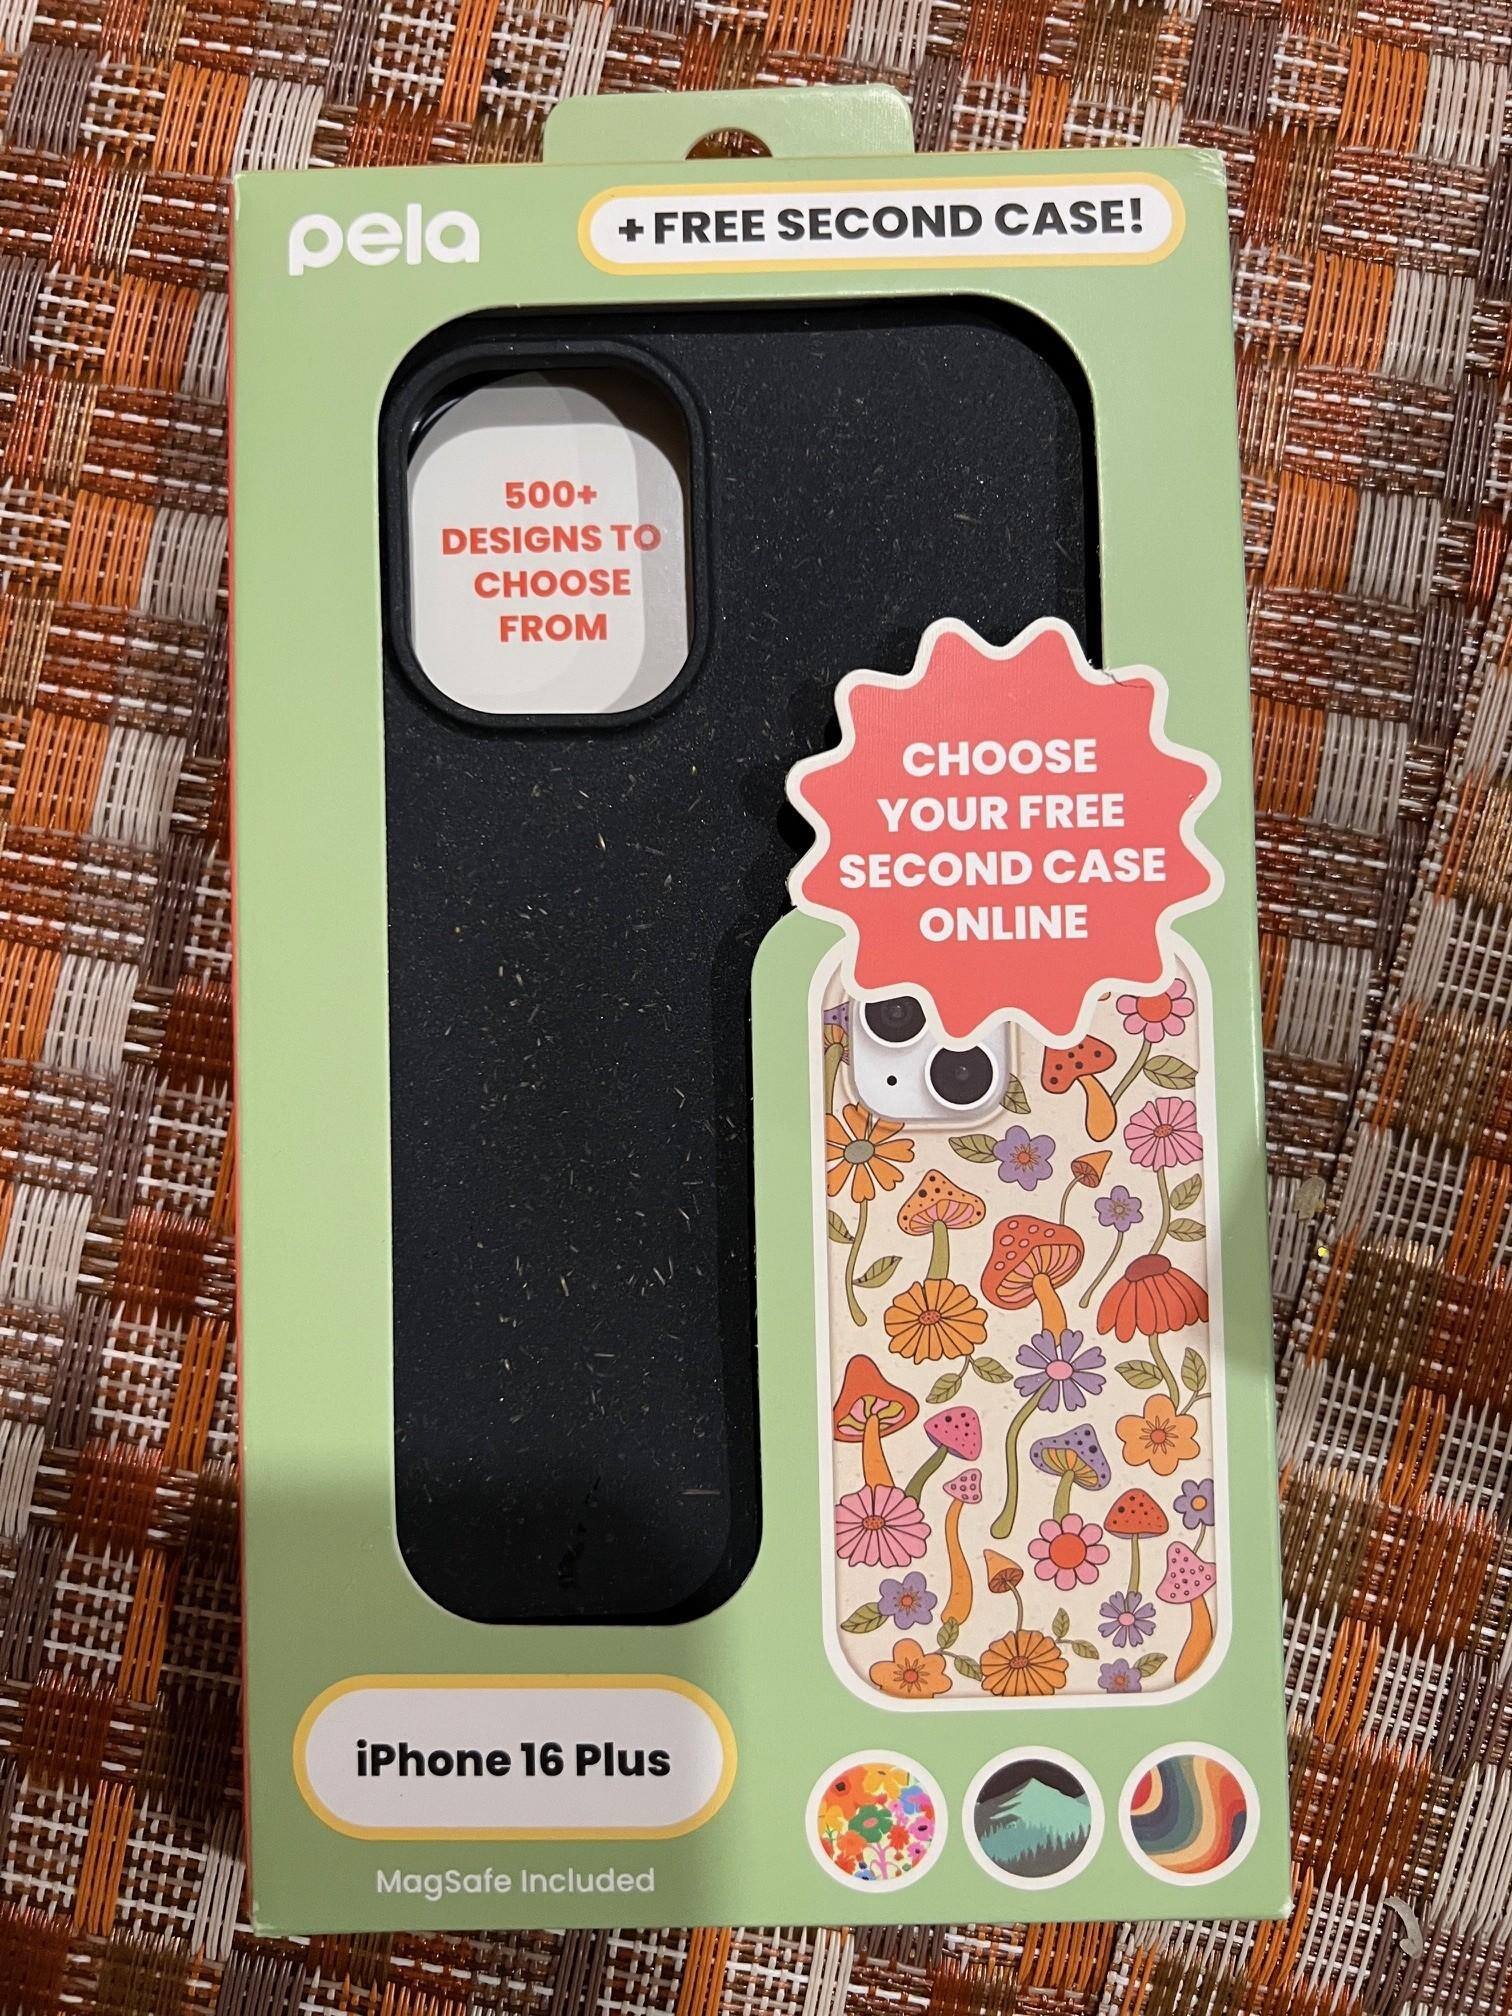 pela
+ FREE SECOND CASE!
500+
DESIGNS TO
CHOOSE
FROM
CHOOSE
YOUR FREE
SECOND CASE
ONLINE
iPhone 16 Plus
MagSafe Included